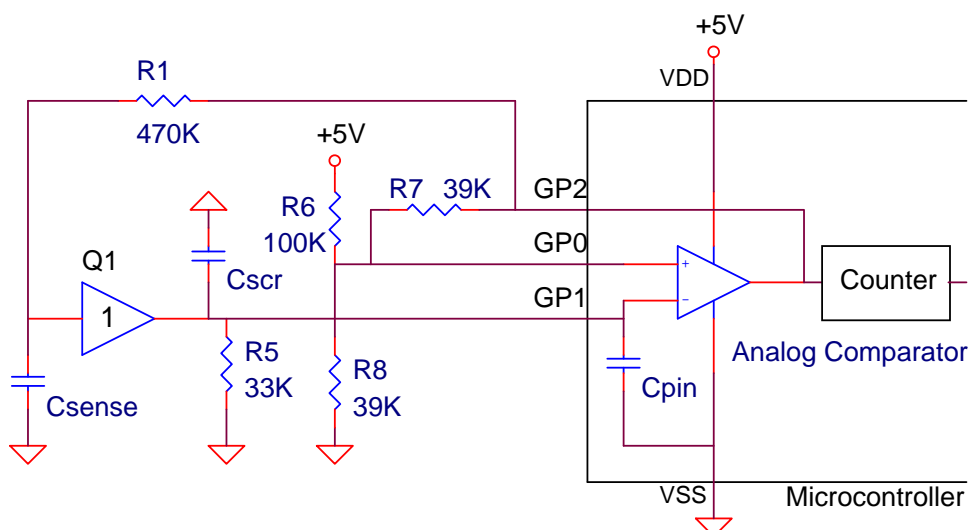 +5V
VDD
R1
470K
+5V
R7 39K
GP2
R6
100K
GP0
Q1
Cscr
GP1
+
−
1
Counter
R5
33K
R8
39K
Analog Comparator
Cpin
Csense
VSS
Microcontroller